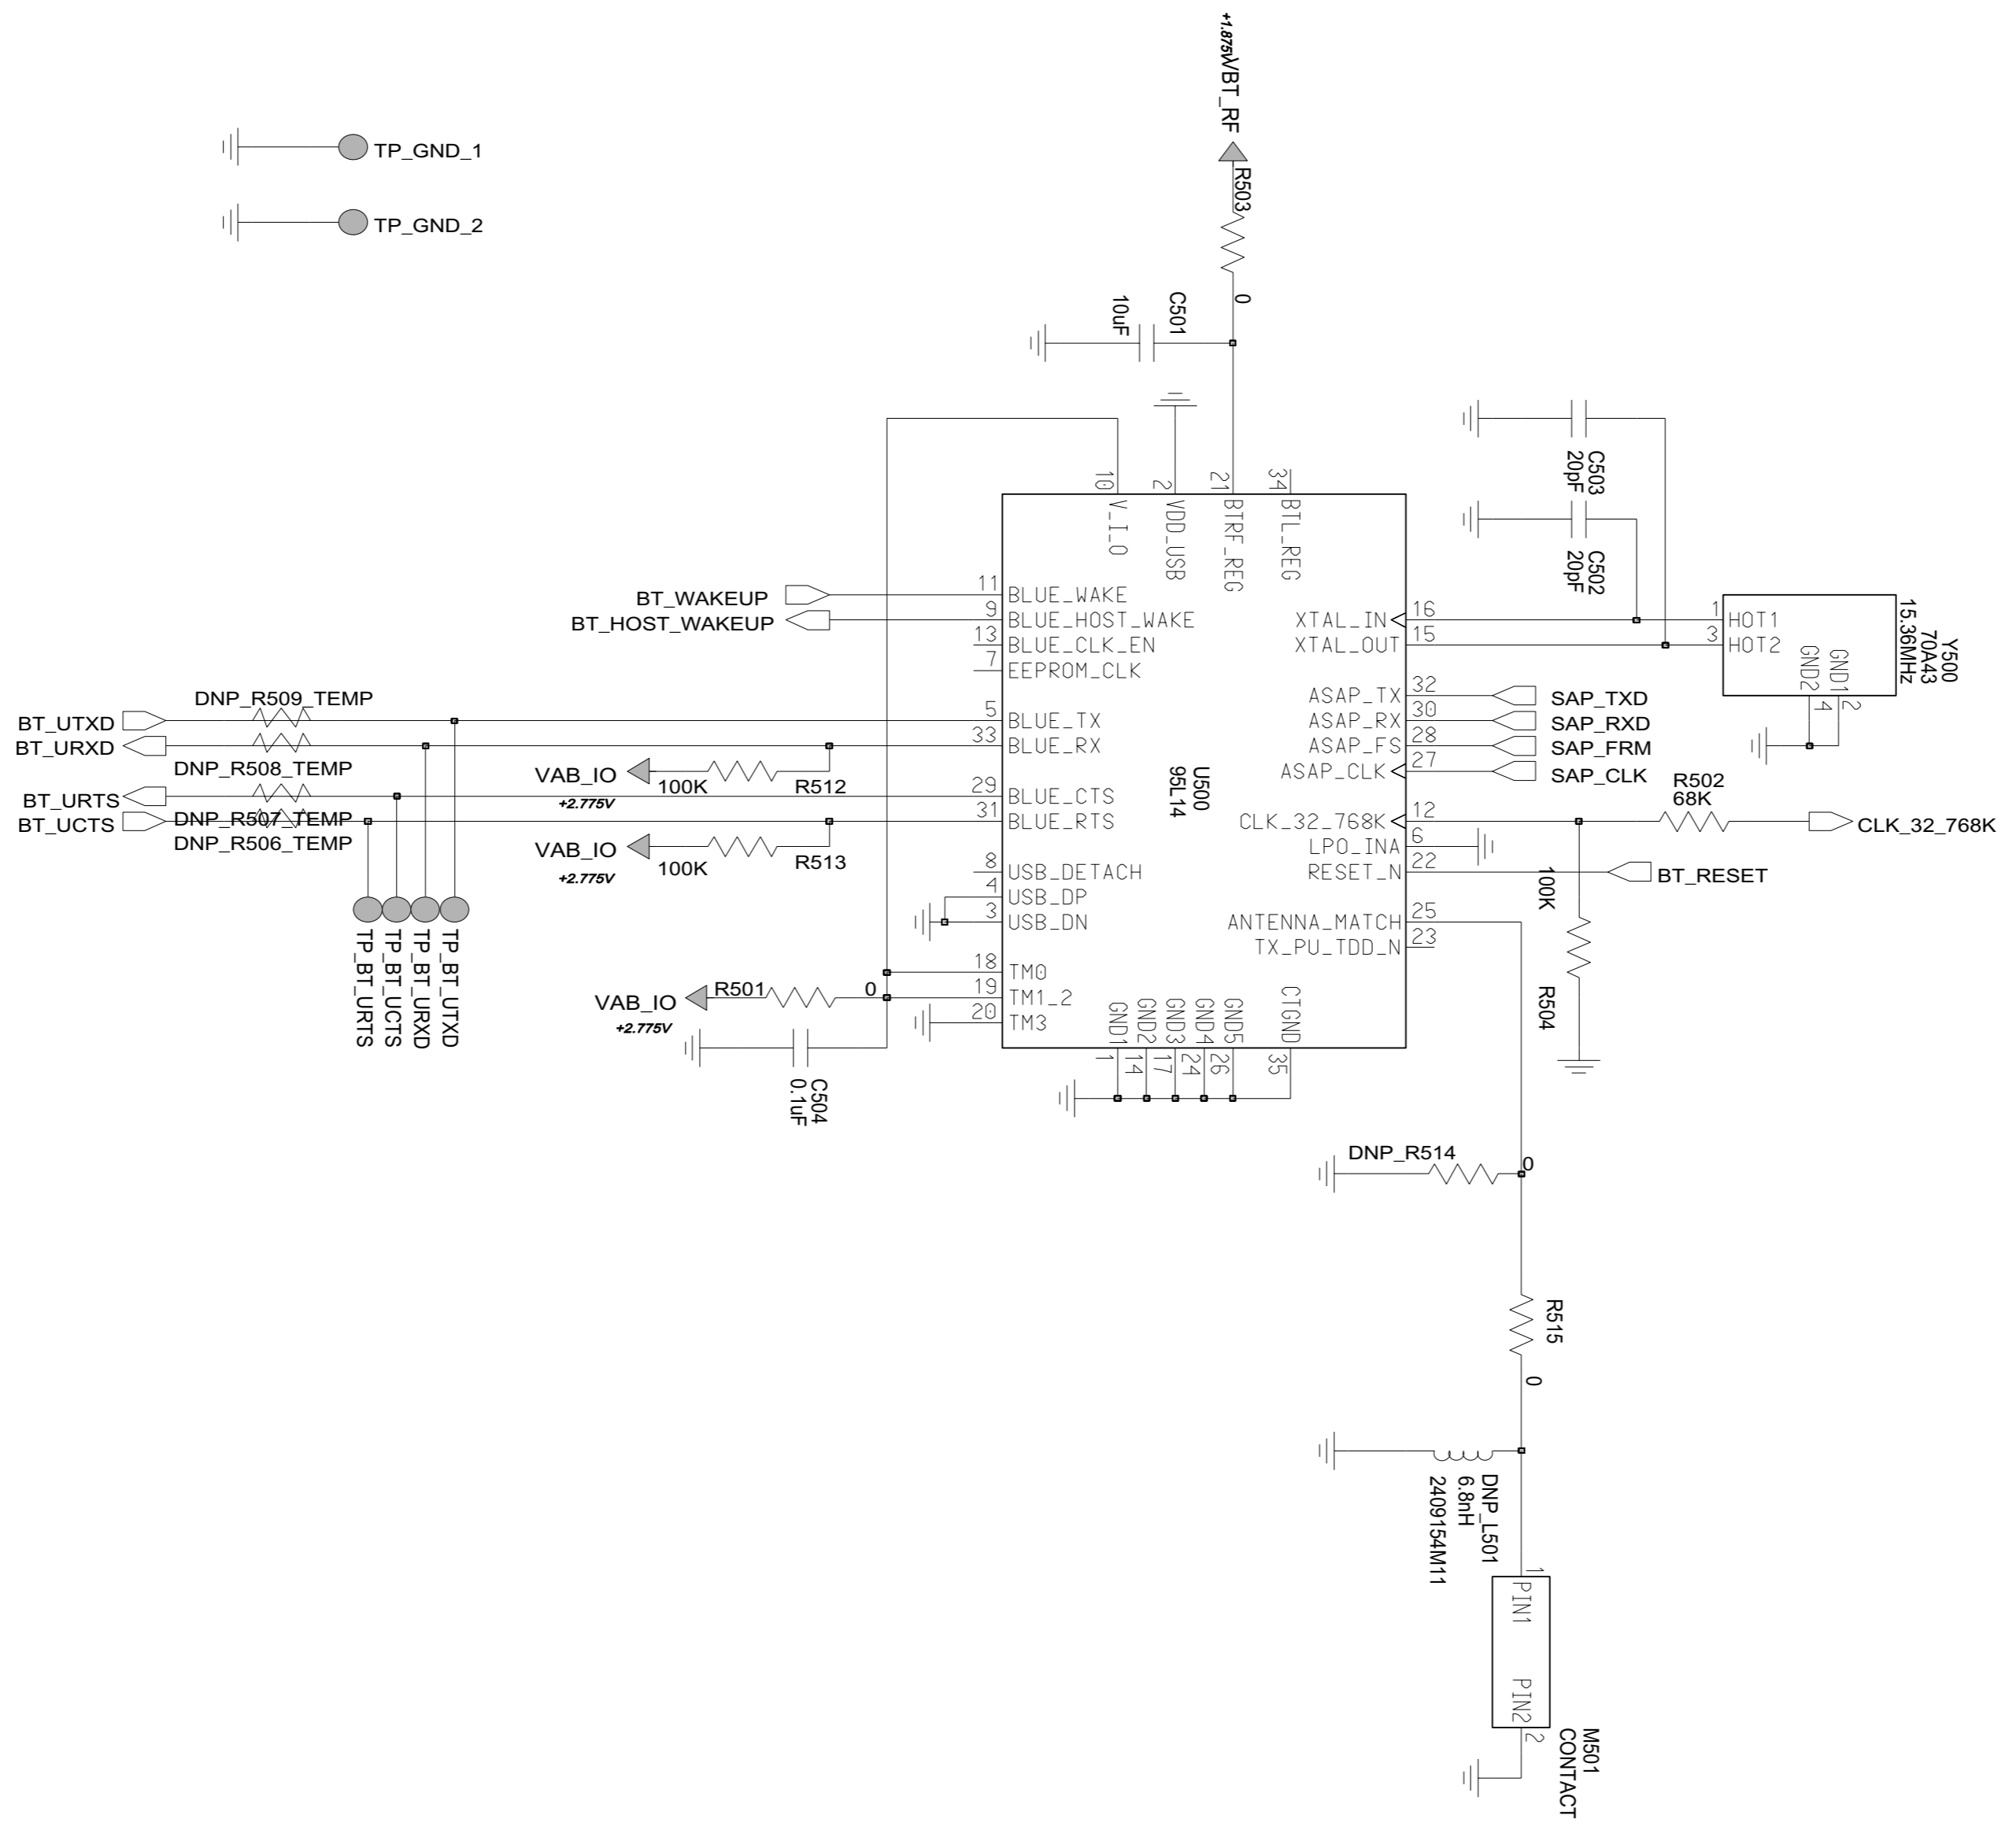 +1.875V
VBT_RF
R503
0
C501
10uF
TP_GND_1
TP_GND_2
C503
20pF
C502
20pF
10
2
21
34
V_I_O
VDD_USB
BTRF_REG
BTL_REG
Y500
70A43
15.36MHz
1
HOT1
3
HOT2
GND2
GND1
4
2
BT_WAKEUP
11
BLUE_WAKE
BT_HOST_WAKEUP
9
BLUE_HOST_WAKE
13
BLUE_CLK_EN
7
EEPROM_CLK
XTAL_IN
16
XTAL_OUT
15
DNP_R509_TEMP
BT_UTXD
5
BLUE_TX
BT_URXD
33
BLUE_RX
DNP_R508_TEMP
VAB_IO
+2.775V
100K
R512
BT_URTS
29
BLUE_CTS
DNP_R507_TEMP
BT_UCTS
31
BLUE_RTS
DNP_R506_TEMP
VAB_IO
+2.775V
100K
R513
U500
95L14
ASAP_TX
32
SAP_TXD
ASAP_RX
30
SAP_RXD
ASAP_FS
28
SAP_FRM
ASAP_CLK
27
SAP_CLK
R502
68K
CLK_32_768K
12
CLK_32_768K
LPO_INA
6
RESET_N
22
BT_RESET
100K
R504
8
USB_DETACH
4
USB_DP
3
USB_DN
ANTENNA_MATCH
25
TX_PU_TDD_N
23
TP_BT_URTS
TP_BT_UCTS
TP_BT_URXD
TP_BT_UTXD
18
TM0
VAB_IO
+2.775V
R501
0
19
TM1_2
20
TM3
C504
0.1uF
GND1
GND2
GND3
GND4
GND5
CTGND
1
14
17
24
26
35
DNP_R514
0
R515
0
DNP_L501
6.8nH
2409154M11
1
PIN1
PIN2
2
M501
CONTACT